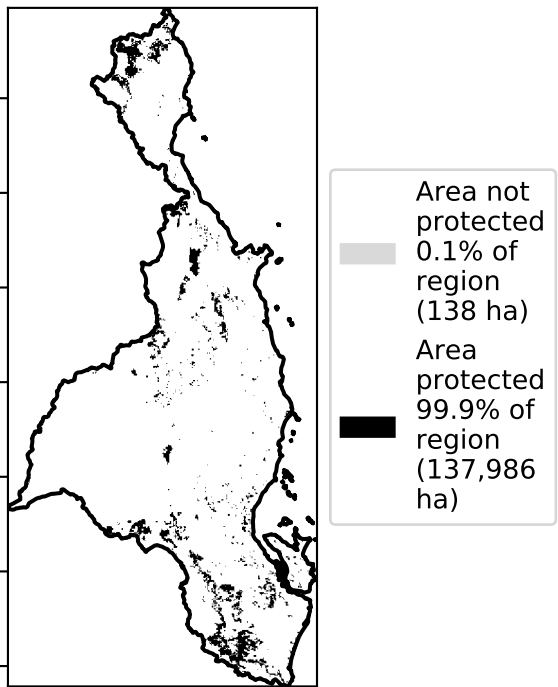 Area not
protected
0.1% of
region
(138 ha)
Area
protected
99.9% of
region
(137,986
ha)